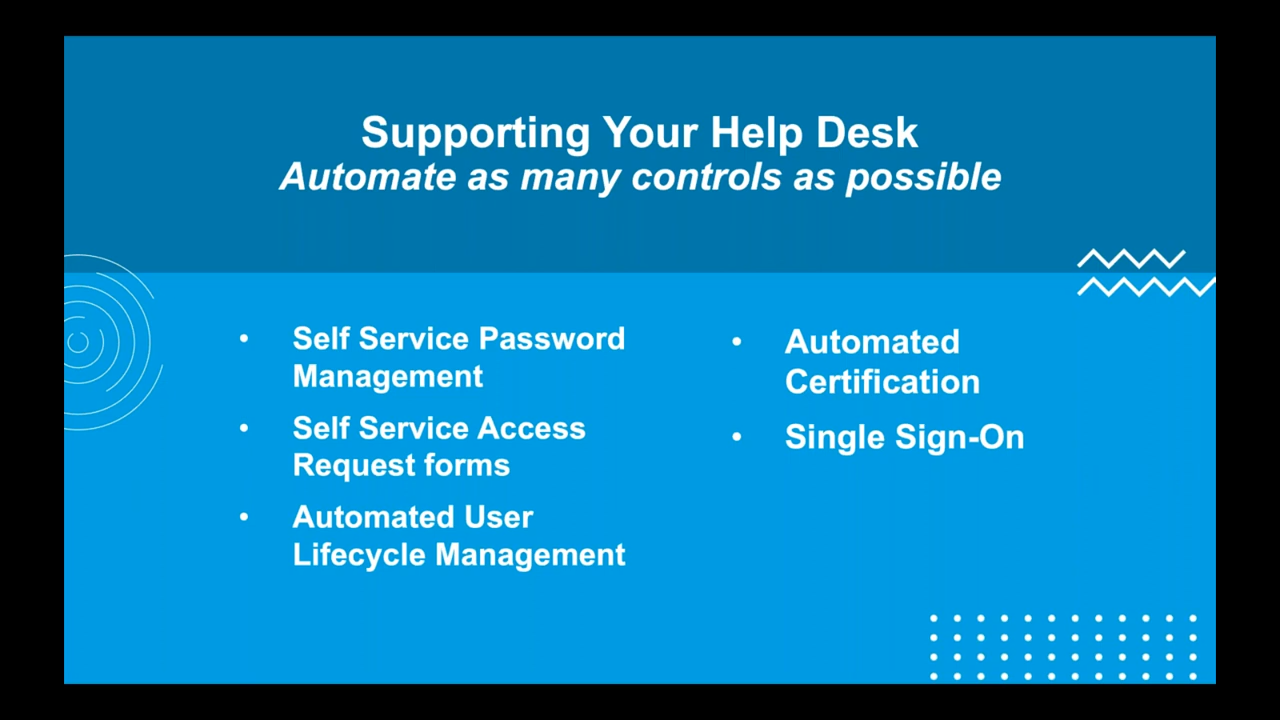 Supporting Your Help Desk
Automate as many controls as possible
• Self Service Password
Management
• Self Service Access
Request forms
• Automated User
Lifecycle Management
• Automated
Certification
• Single Sign-On